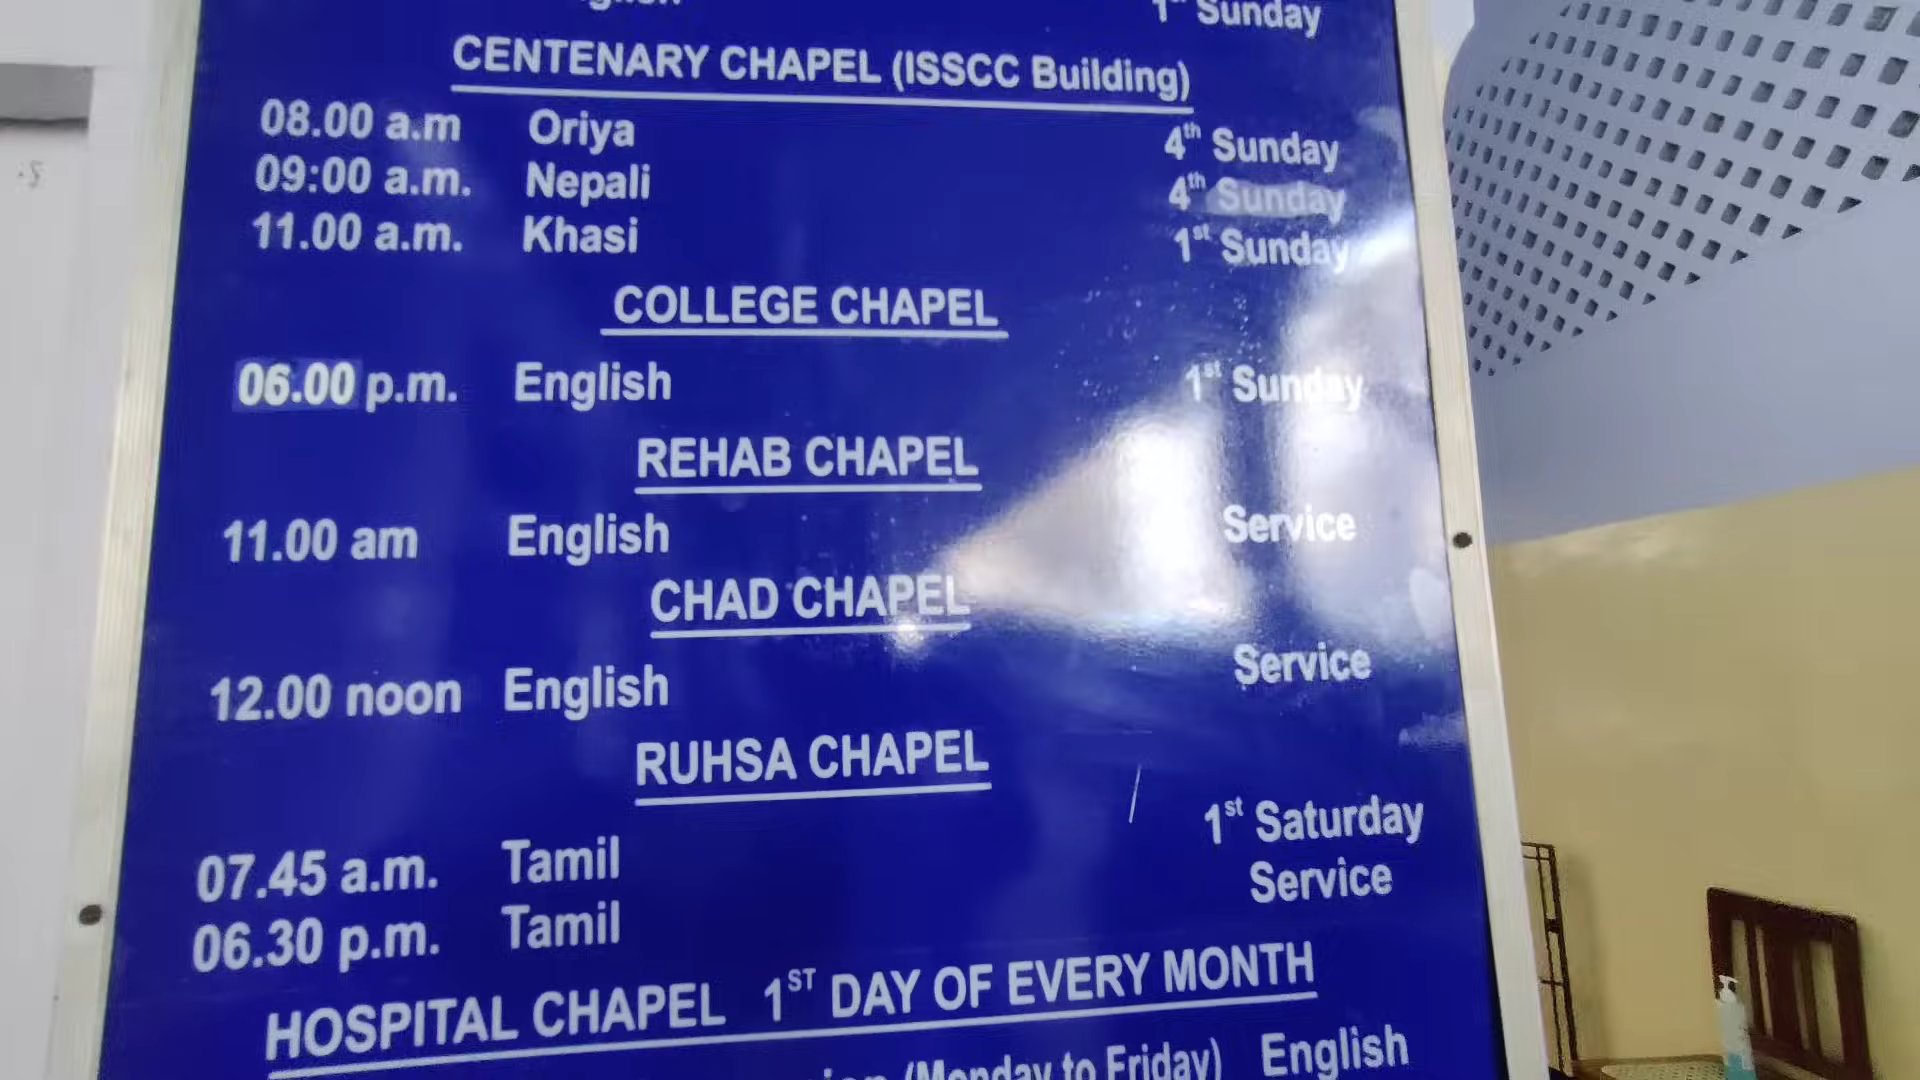 1st Sunday
CENTENARY CHAPEL (ISSCC Building)
08.00 a.m Oriya 4th Sunday
09:00 a.m. Nepali 4th Sunday
11.00 a.m. Khasi 1st Sunday
COLLEGE CHAPEL
06.00 p.m. English 1st Sunday
REHAB CHAPEL
11.00 am English Service
CHAD CHAPEL
12.00 noon English Service
RUHSA CHAPEL
07.45 a.m. Tamil 1st Saturday
06.30 p.m. Tamil Service
HOSPITAL CHAPEL 1ST DAY OF EVERY MONTH
(Monday to Friday) English